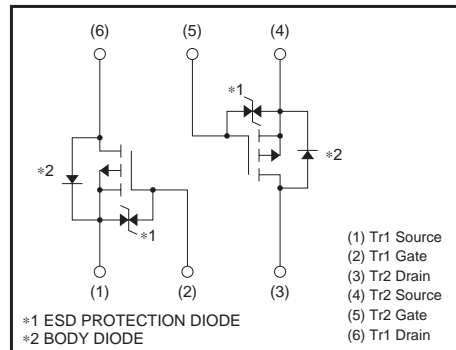 (6) (5) (4)
*1
*2 *2
*1
(1) (2) (3)
(1) Tr1 Source
(2) Tr1 Gate
(3) Tr2 Drain
(4) Tr2 Source
(5) Tr2 Gate
(6) Tr1 Drain
*1 ESD PROTECTION DIODE
*2 BODY DIODE